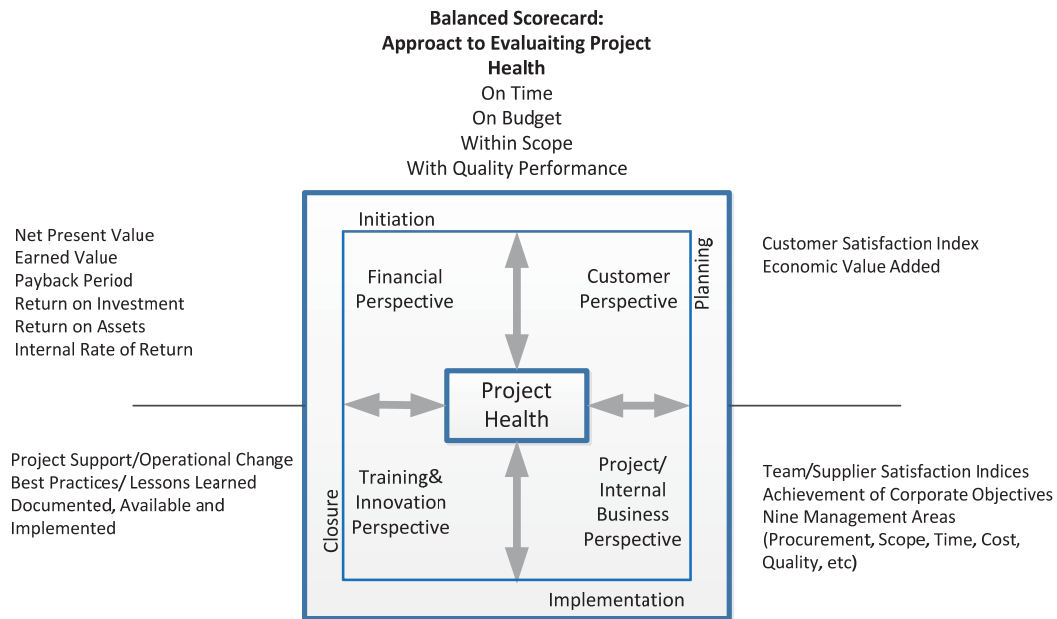 Balanced Scorecard:
Approact to Evaluaiting Project
Health
On Time
On Budget
Within Scope
With Quality Performance
Net Present Value
Earned Value
Payback Period
Return on Investment
Return on Assets
Internal Rate of Return
Initiation
Financial
Perspective
Customer
Perspective
Planning
Customer Satisfaction Index
Economic Value Added
Project
Health
Project Support/Operational Change
Best Practices/ Lessons Learned
Documented, Available and
Implemented
Closure
Training&
Innovation
Perspective
Project/
Internal
Business
Perspective
Implementation
Team/Supplier Satisfaction Indices
Achievement of Corporate Objectives
Nine Management Areas
(Procurement, Scope, Time, Cost,
Quality, etc)